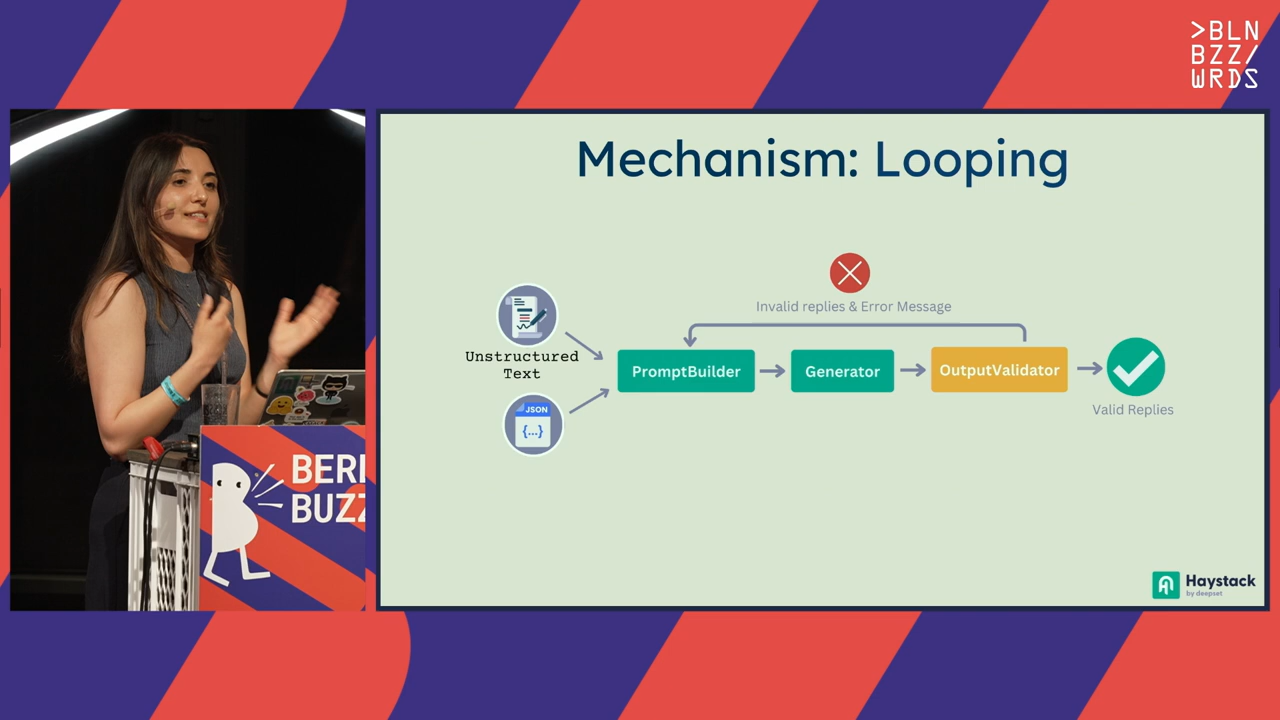 >BLN
BZZ/
WRDS
Mechanism: Looping
Invalid replies & Error Message
Unstructured
Text
PromptBuilder
Generator
OutputValidator
JSON
{...}
Valid Replies
BERL
BUZZ
Haystack
by deepset